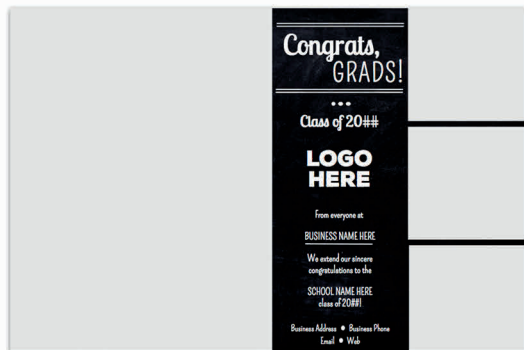 Congrats,
GRADS!
Class of 20##
LOGO
HERE
From everyone at
BUSINESS NAME HERE
We extend our sincere
congratulations to the
SCHOOL NAME HERE
class of 20##!
Business Address • Business Phone
Email • Web